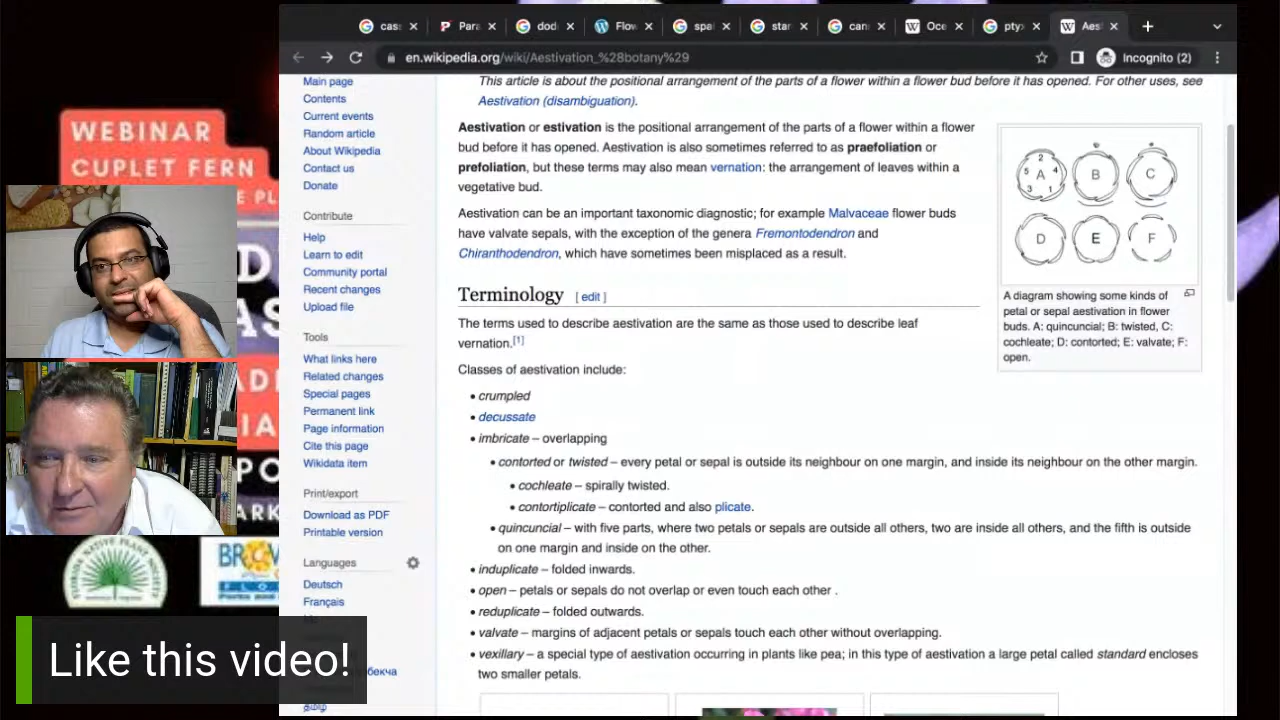 cas
Para
dod
Flow
spa
star
can
Oce
pty
Aes
en.wikipedia.org/wiki/Aestivation_%28botany%29
Incognito (2)
WEBINAR
CUPLET FERN
Main page
Contents
Current events
Random article
About Wikipedia
Contact us
Donate
Contribute
Help
Learn to edit
Community portal
Recent changes
Upload file
Tools
What links here
Related changes
Special pages
Permanent link
Page information
Cite this page
Wikidata item
Print/export
Download as PDF
Printable version
Languages
Deutsch
Français
தமிழ்
This article is about the positional arrangement of the parts of a flower within a flower bud before it has opened. For other uses, see
Aestivation (disambiguation).
Aestivation or estivation is the positional arrangement of the parts of a flower within a flower
bud before it has opened. Aestivation is also sometimes referred to as praefoliation or
prefoliation, but these terms may also mean vernation: the arrangement of leaves within a
vegetative bud.
Aestivation can be an important taxonomic diagnostic; for example Malvaceae flower buds
have valvate sepals, with the exception of the genera Fremontodendron and
Chiranthodendron, which have sometimes been misplaced as a result.
Terminology [ edit ]
The terms used to describe aestivation are the same as those used to describe leaf
vernation.[1]
Classes of aestivation include:
• crumpled
• decussate
• imbricate – overlapping
• contorted or twisted – every petal or sepal is outside its neighbour on one margin, and inside its neighbour on the other margin.
• cochleate – spirally twisted.
• contortiplicate – contorted and also plicate.
• quincuncial – with five parts, where two petals or sepals are outside all others, two are inside all others, and the fifth is outside
on one margin and inside on the other.
• induplicate – folded inwards.
• open – petals or sepals do not overlap or even touch each other .
• reduplicate – folded outwards.
• valvate – margins of adjacent petals or sepals touch each other without overlapping.
• vexillary – a special type of aestivation occurring in plants like pea; in this type of aestivation a large petal called standard encloses
two smaller petals.
2
5 A 4
3 1
B
C
D
E
F
A diagram showing some kinds of
petal or sepal aestivation in flower
buds. A: quincuncial; B: twisted, C:
cochleate; D: contorted; E: valvate; F:
open.
Like this video!